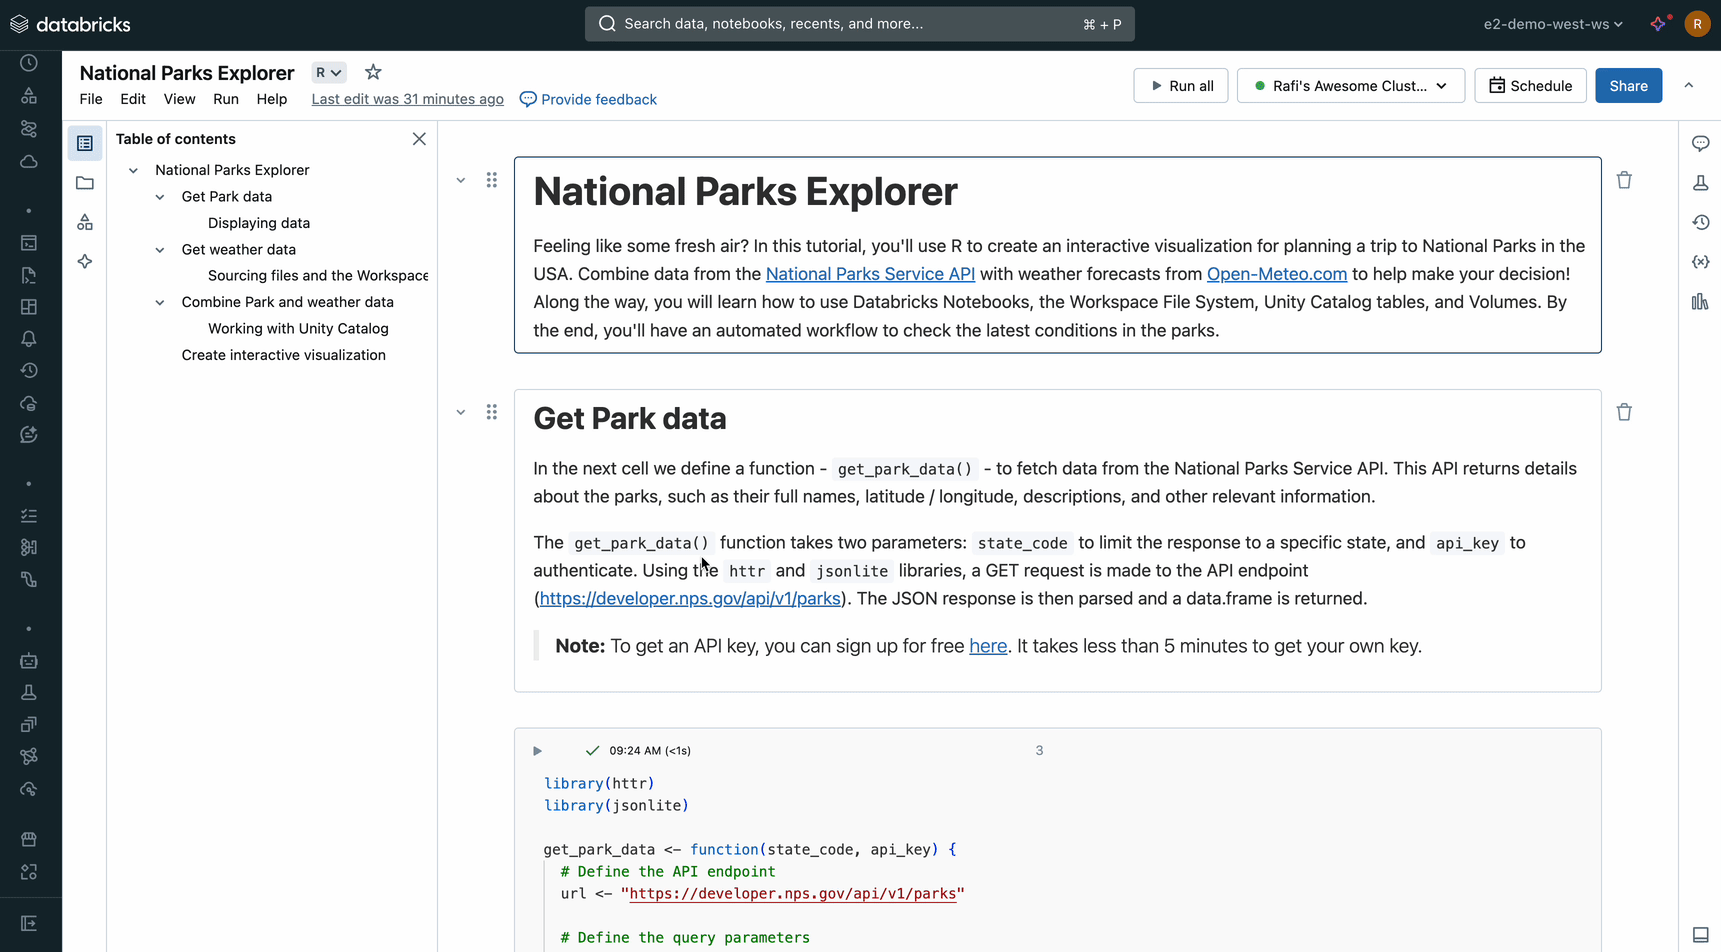 databricks
Search data, notebooks, recents, and more...
⌘ + P
e2-demo-west-ws
R
National Parks Explorer
R
File Edit View Run Help Last edit was 31 minutes ago Provide feedback
Run all
Rafi's Awesome Clust...
Schedule
Share
Table of contents
National Parks Explorer
Get Park data
Displaying data
Get weather data
Sourcing files and the Workspace
Combine Park and weather data
Working with Unity Catalog
Create interactive visualization
National Parks Explorer
Feeling like some fresh air? In this tutorial, you'll use R to create an interactive visualization for planning a trip to National Parks in the
USA. Combine data from the National Parks Service API with weather forecasts from Open-Meteo.com to help make your decision!
Along the way, you will learn how to use Databricks Notebooks, the Workspace File System, Unity Catalog tables, and Volumes. By
the end, you'll have an automated workflow to check the latest conditions in the parks.
Get Park data
In the next cell we define a function - get_park_data() - to fetch data from the National Parks Service API. This API returns details
about the parks, such as their full names, latitude / longitude, descriptions, and other relevant information.
The get_park_data() function takes two parameters: state_code to limit the response to a specific state, and api_key to
authenticate. Using the httr and jsonlite libraries, a GET request is made to the API endpoint
(https://developer.nps.gov/api/v1/parks). The JSON response is then parsed and a data.frame is returned.
Note: To get an API key, you can sign up for free here. It takes less than 5 minutes to get your own key.
09:24 AM (<1s)
3
library(httr)
library(jsonlite)
get_park_data <- function(state_code, api_key) {
# Define the API endpoint
url <- "https://developer.nps.gov/api/v1/parks"
# Define the query parameters